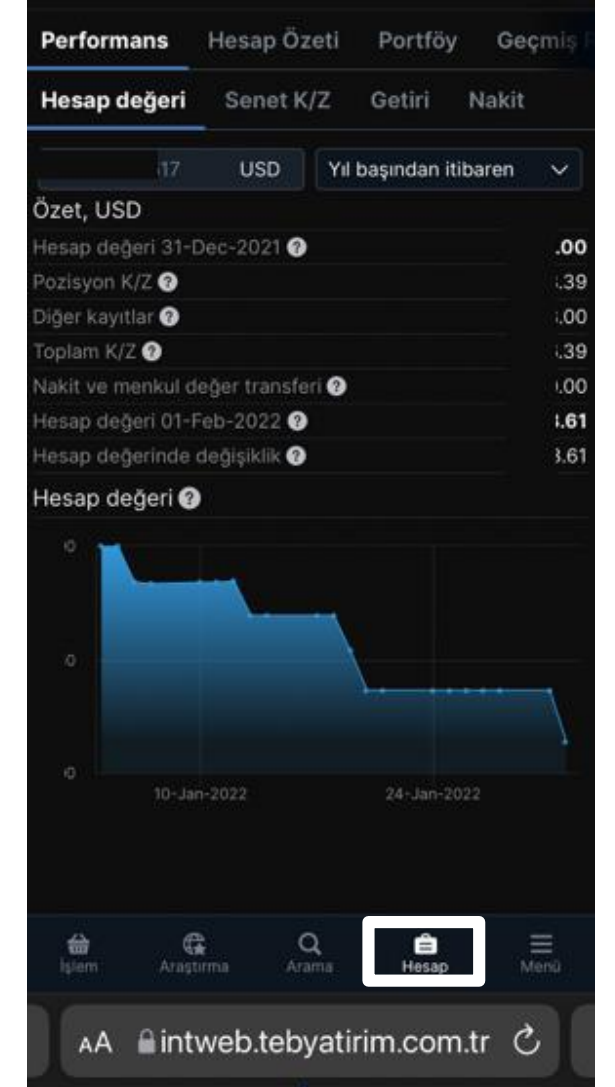 Performans Hesap Özeti Portföy Geçmiş
Hesap değeri Senet K/Z Getiri Nakit
17 USD Yıl başından itibaren
Özet, USD
Hesap değeri 31-Dec-2021 .00
Pozisyon K/Z .39
Diğer kayıtlar .00
Toplam K/Z .39
Nakit ve menkul değer transferi .00
Hesap değeri 01-Feb-2022 .61
Hesap değerinde değişiklik .61
Hesap değeri
10-Jan-2022 24-Jan-2022
İşlem Araştırma Arama Hesap Menü
AA intweb.tebyatirim.com.tr